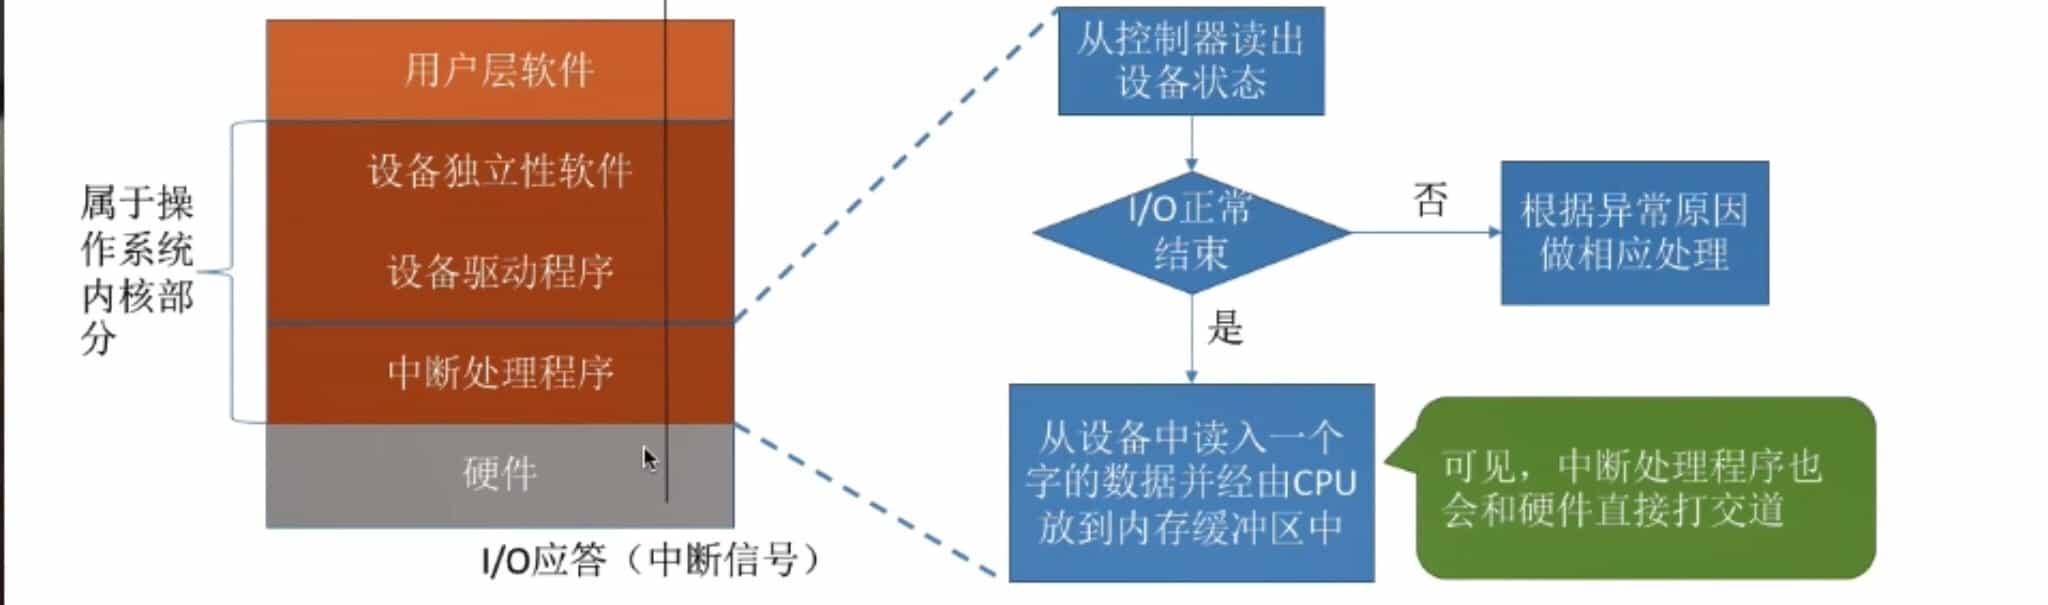 用户层软件
设备独立性软件
设备驱动程序
中断处理程序
硬件
属于操
作系统
内核部
分
I/O应答（中断信号）
从控制器读出
设备状态
I/O正常
结束
否
根据异常原因
做相应处理
是
从设备中读入一个
字的数据并经由CPU
放到内存缓冲区中
可见，中断处理程序也
会和硬件直接打交道